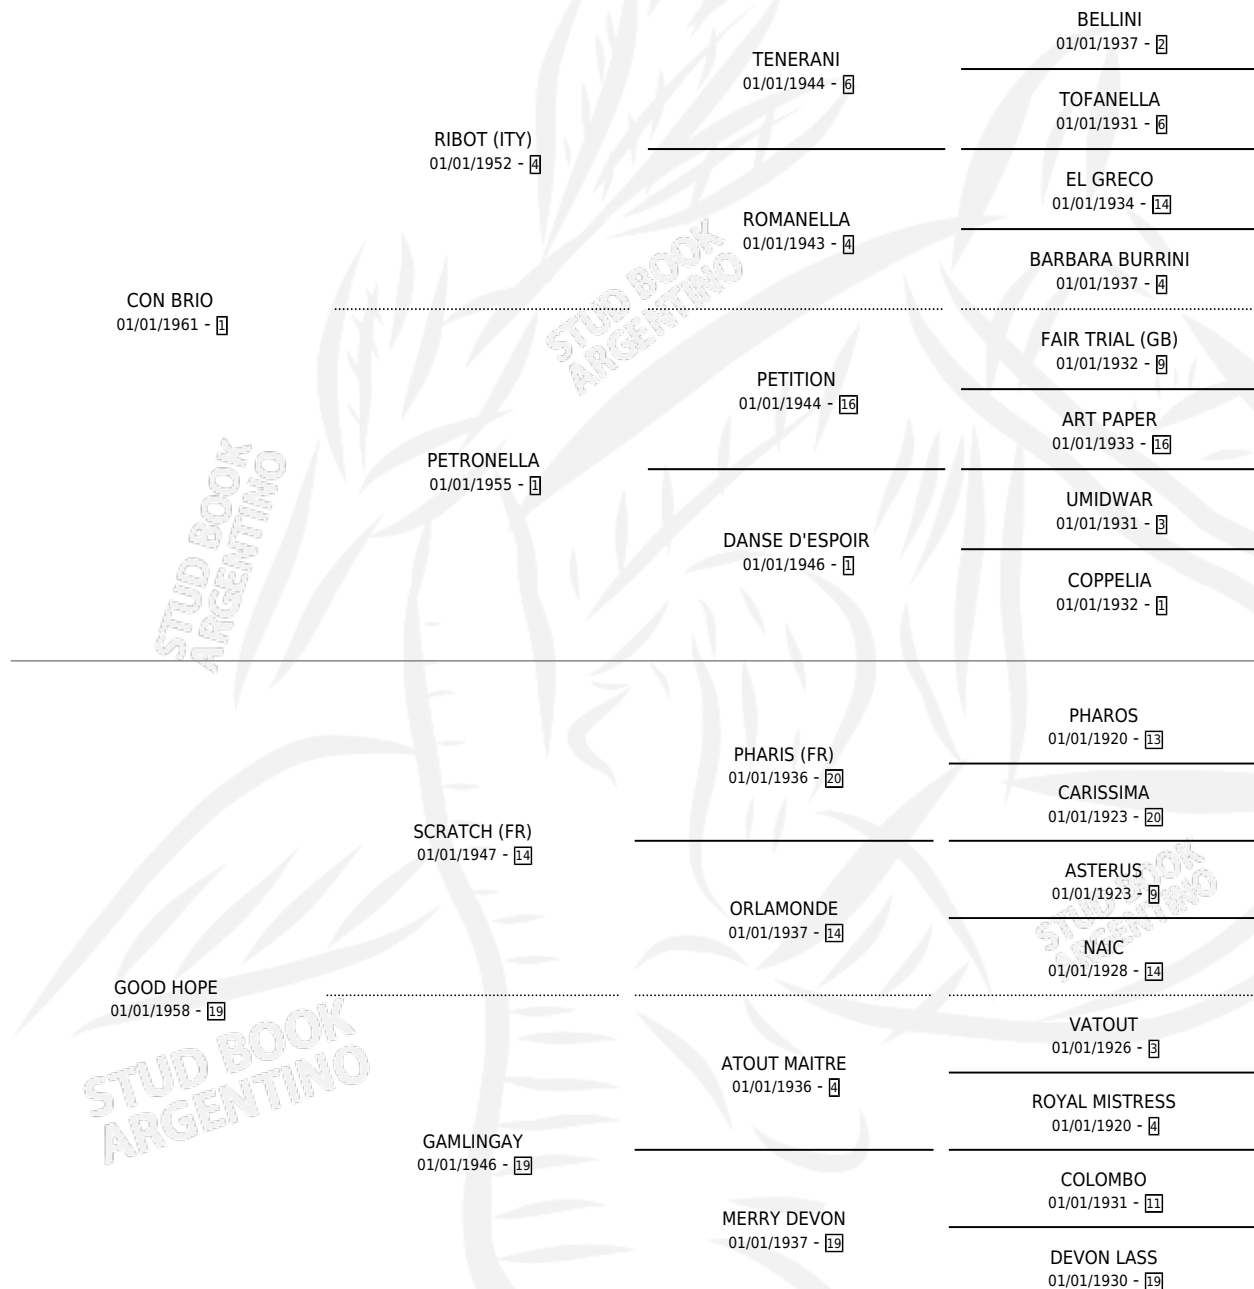 BELLINI
01/01/1937 - 2
TENERANI
01/01/1944 - 6
TOFANELLA
01/01/1931 - 6
RIBOT (ITY)
01/01/1952 - 4
EL GRECO
01/01/1934 - 14
ROMANELLA
01/01/1943 - 4
BARBARA BURRINI
01/01/1937 - 4
CON BRIO
01/01/1961 - 1
FAIR TRIAL (GB)
01/01/1932 - 9
PETITION
01/01/1944 - 16
ART PAPER
01/01/1933 - 16
PETRONELLA
01/01/1955 - 1
UMIDWAR
01/01/1931 - 3
DANSE D'ESPOIR
01/01/1946 - 1
COPPELIA
01/01/1932 - 1
PHAROS
01/01/1920 - 13
PHARIS (FR)
01/01/1936 - 20
CARISSIMA
01/01/1923 - 20
SCRATCH (FR)
01/01/1947 - 14
ASTERUS
01/01/1923 - 9
ORLAMONDE
01/01/1937 - 14
NAIC
01/01/1928 - 14
GOOD HOPE
01/01/1958 - 19
VATOUT
01/01/1926 - 3
ATOUT MAITRE
01/01/1936 - 4
ROYAL MISTRESS
01/01/1920 - 4
GAMLINGAY
01/01/1946 - 19
COLOMBO
01/01/1931 - 11
MERRY DEVON
01/01/1937 - 19
DEVON LASS
01/01/1930 - 19
STUD BOOK
ARGENTINO
STUD BOOK
ARGENTINO
STUD BOOK
ARGENTINO
STUD BOOK
ARGENTINO